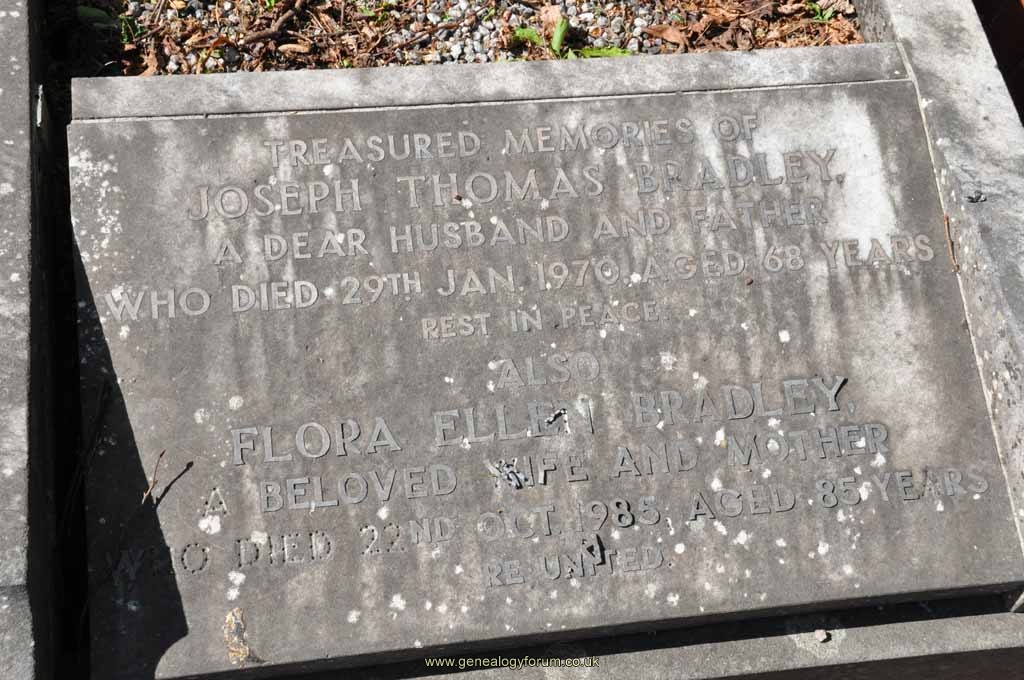 TREASURED MEMORIES OF
JOSEPH THOMAS BRADLEY,
A DEAR HUSBAND AND FATHER
WHO DIED 29TH JAN. 1970. AGED 68 YEARS
REST IN PEACE.
ALSO
FLORA ELLEN BRADLEY,
A BELOVED WIFE AND MOTHER
WHO DIED 22ND OCT. 1985 AGED 85 YEARS
RE UNITED.
www.genealogyforum.co.uk